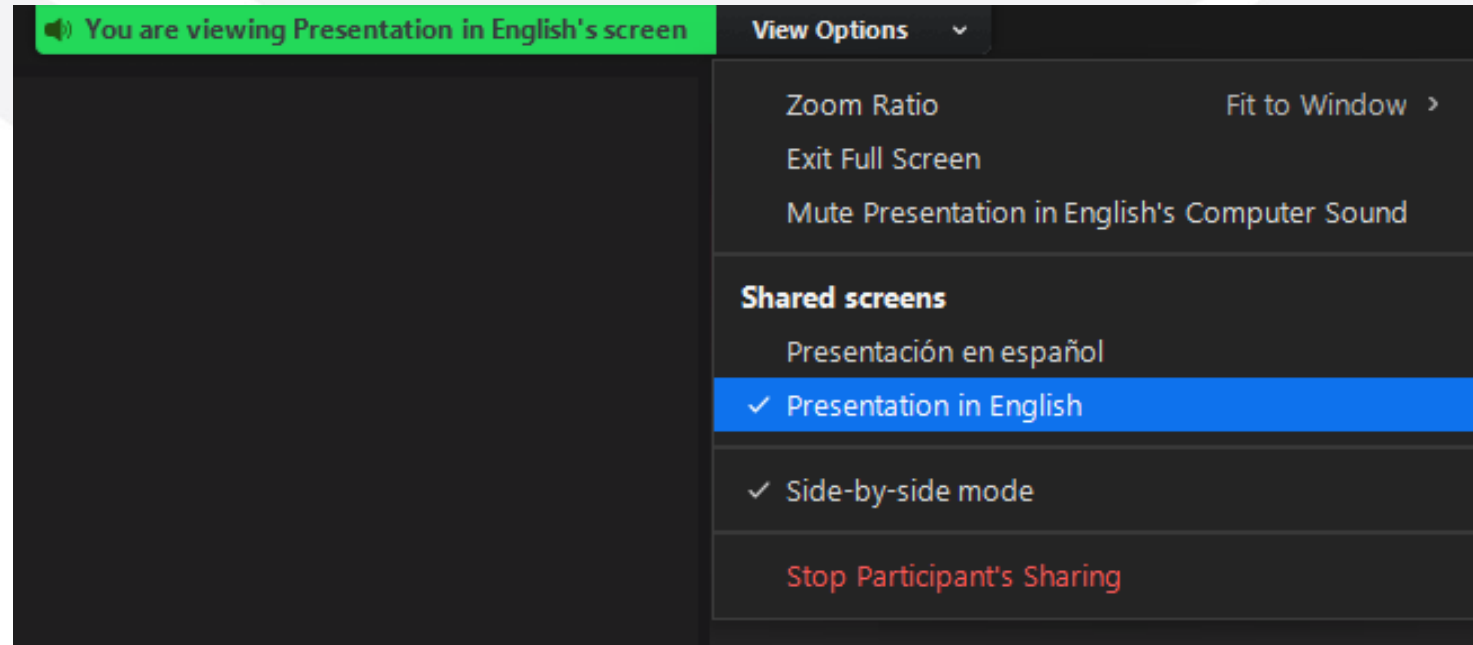 You are viewing Presentation in English's screen
View Options
Zoom Ratio Fit to Window
Exit Full Screen
Mute Presentation in English's Computer Sound
Shared screens
Presentación en español
Presentation in English
Side-by-side mode
Stop Participant's Sharing